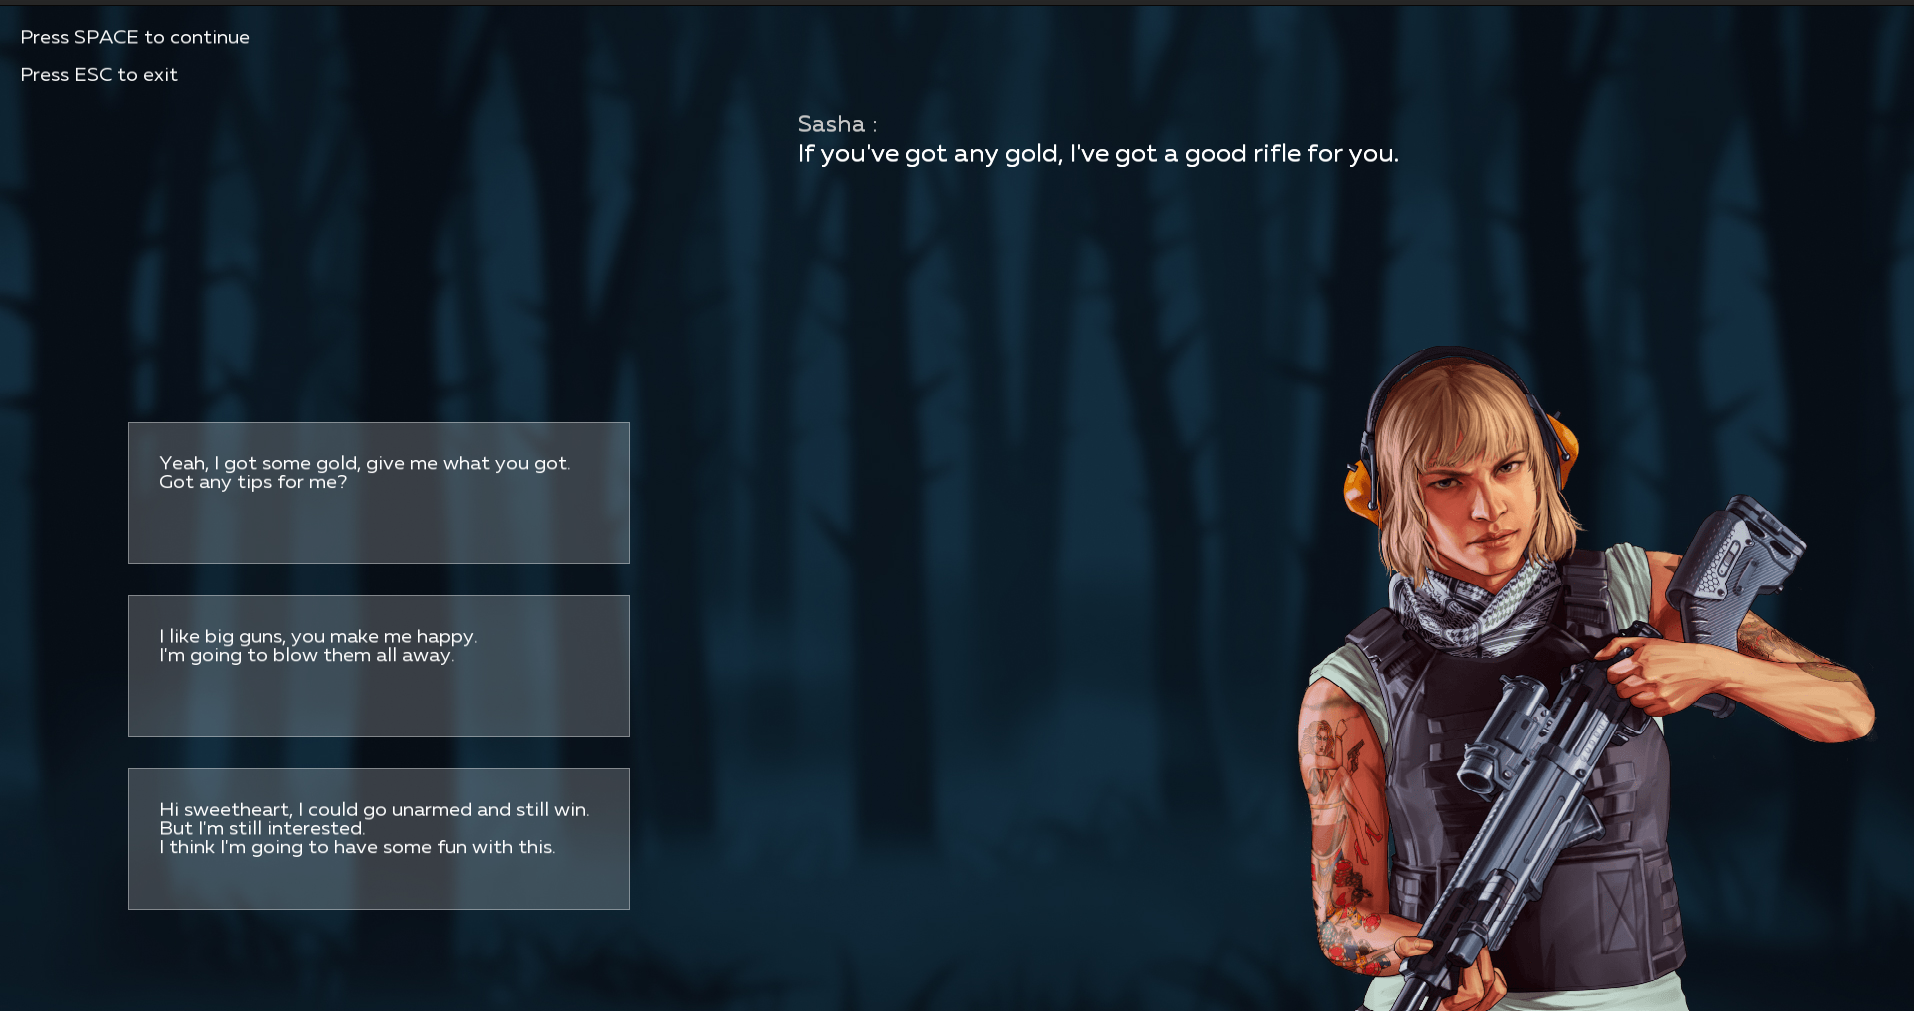 Press SPACE to continue
Press ESC to exit
Sasha :
If you've got any gold, I've got a good rifle for you.
Yeah, I got some gold, give me what you got.
Got any tips for me?
I like big guns, you make me happy.
I'm going to blow them all away.
Hi sweetheart, I could go unarmed and still win.
But I'm still interested.
I think I'm going to have some fun with this.